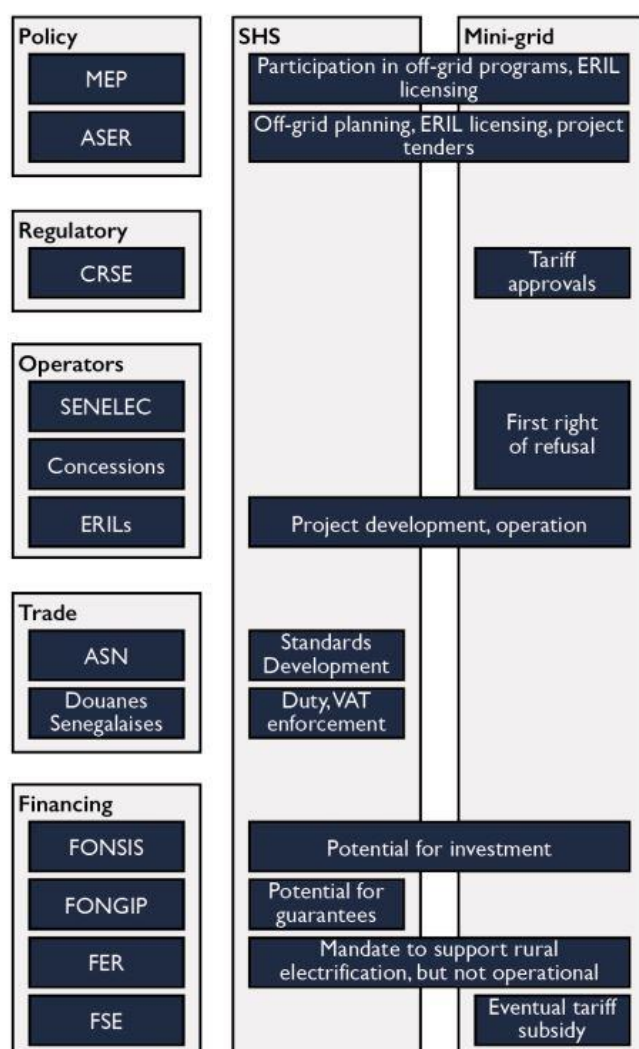 Policy
SHS
Mini-grid
MEP
Participation in off-grid programs, ERIL
licensing
ASER
Off-grid planning, ERIL licensing, project
tenders
Regulatory
CRSE
Tariff
approvals
Operators
SENELEC
First right
of refusal
Concessions
ERILs
Project development, operation
Trade
ASN
Standards
Development
Douanes
Senegalaises
Duty, VAT
enforcement
Financing
FONSIS
Potential for investment
FONGIP
Potential for
guarantees
FER
Mandate to support rural
electrification, but not operational
FSE
Eventual tariff
subsidy